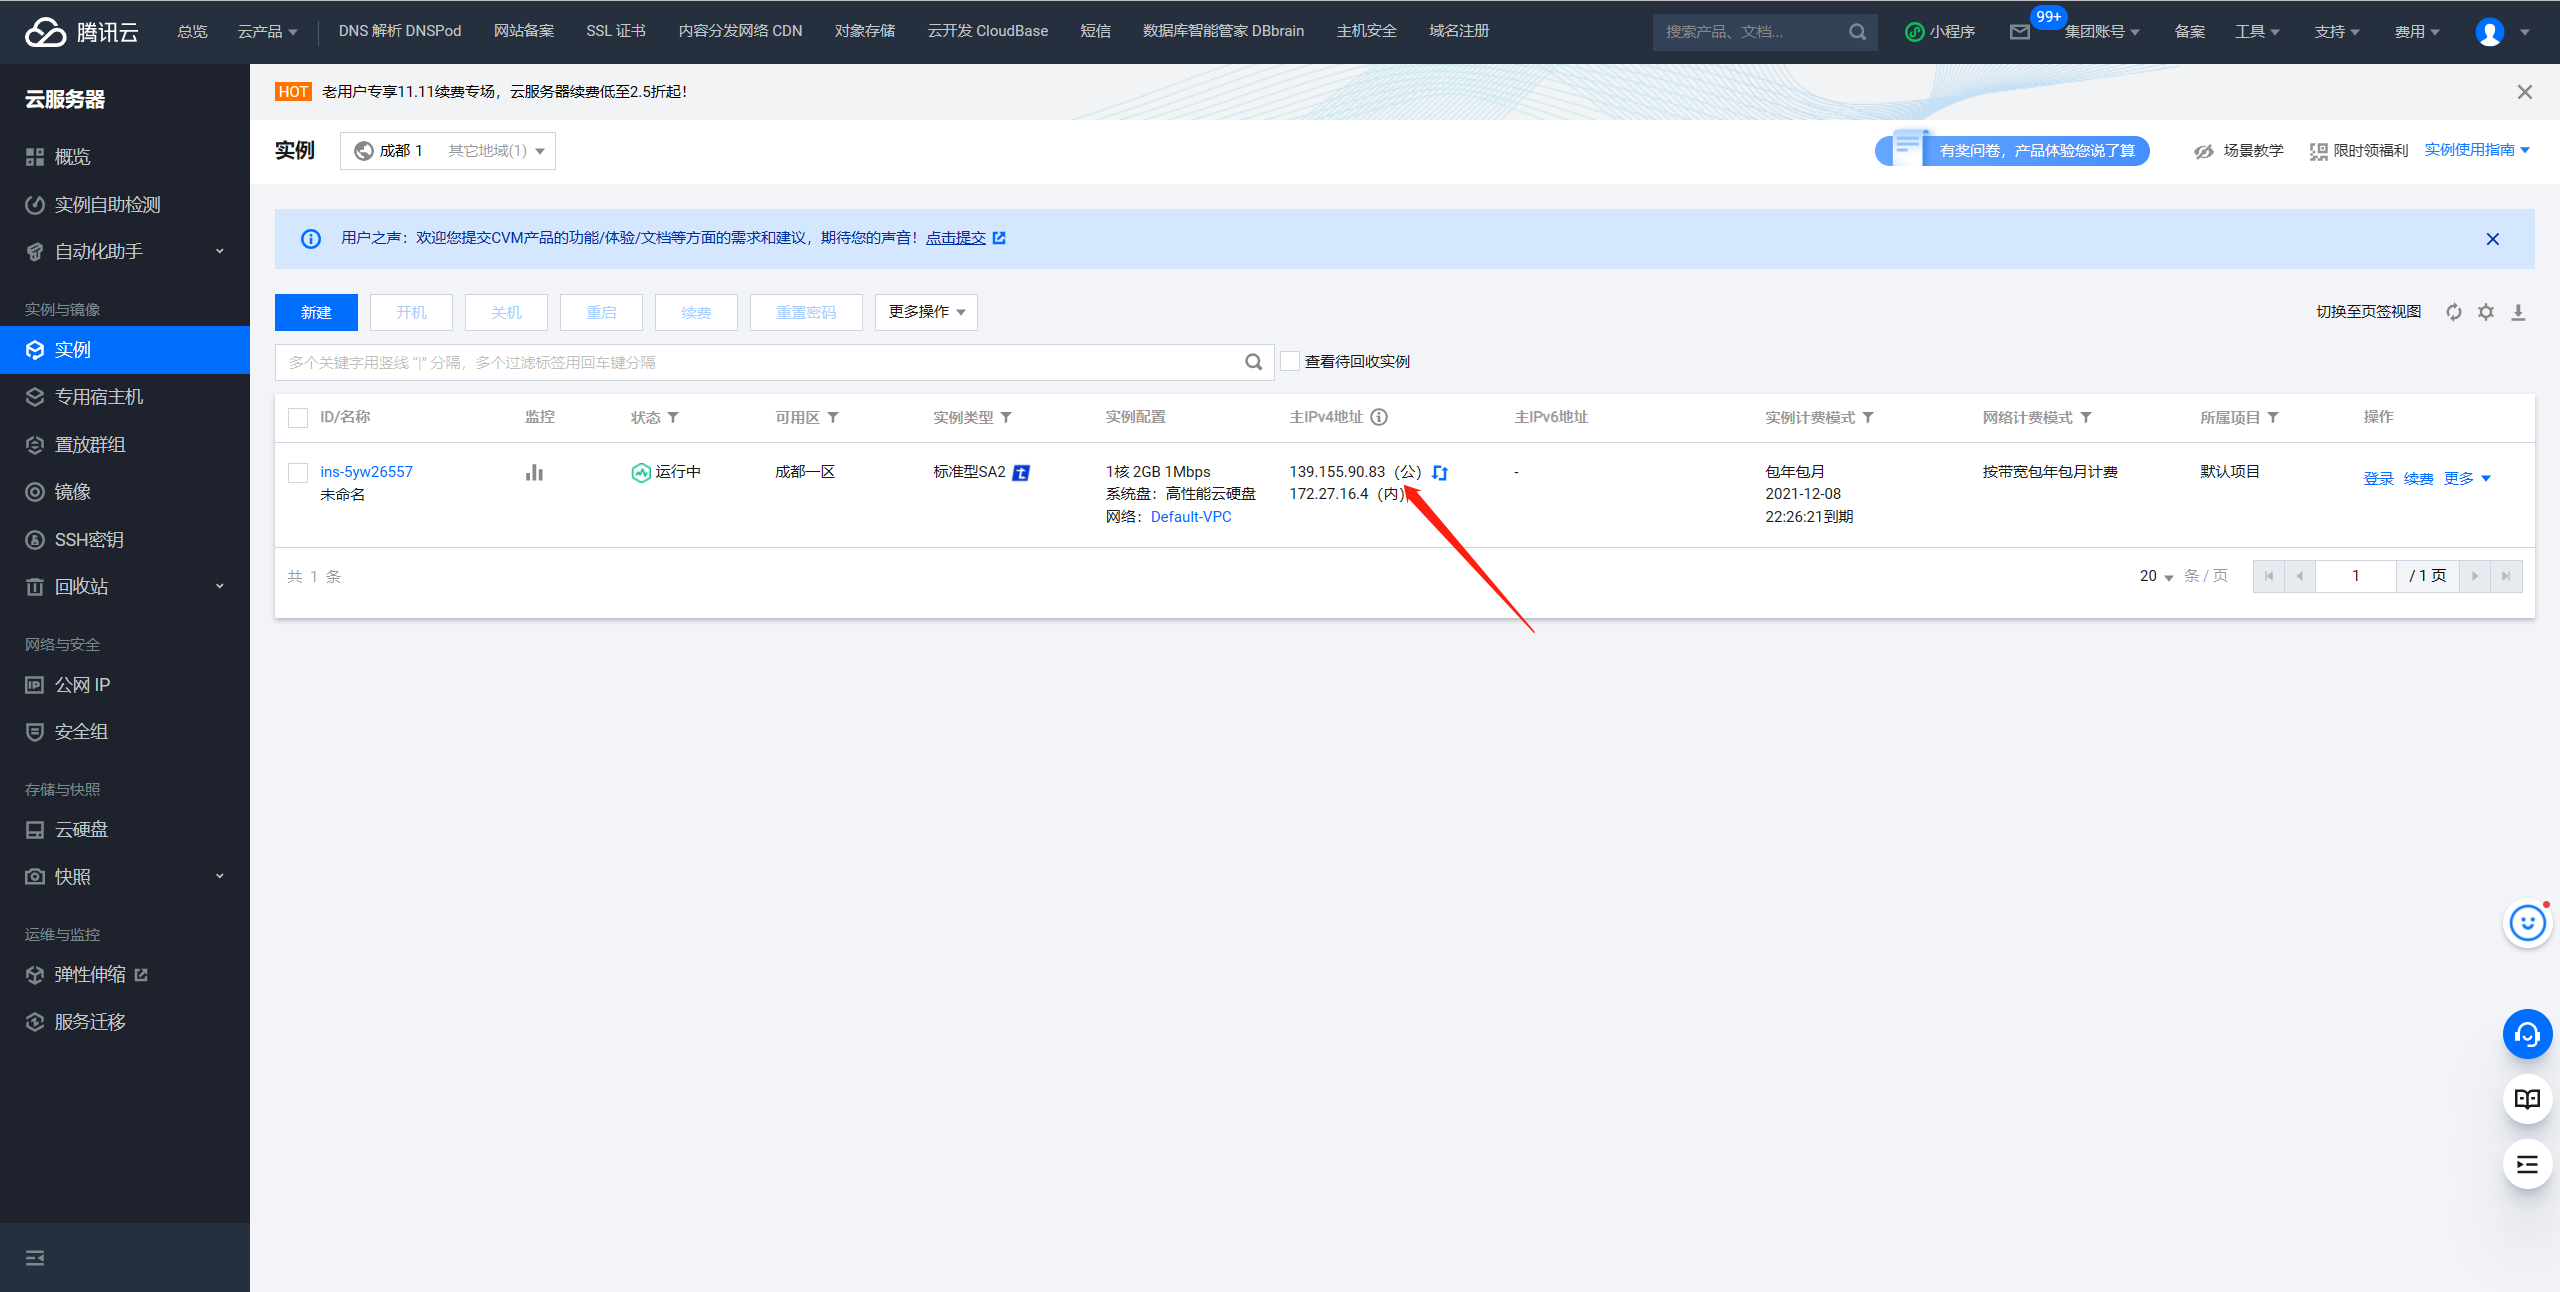 腾讯云 总览 云产品 DNS 解析 DNSPod 网站备案 SSL 证书 内容分发网络 CDN 对象存储 云开发 CloudBase 短信 数据库智能管家 DBbrain 主机安全 域名注册 搜索产品、文档... 小程序 99+ 集团账号 备案 工具 支持 费用
云服务器
概览
实例自助检测
自动化助手
实例与镜像
实例
专用宿主机
置放群组
镜像
SSH密钥
回收站
网络与安全
公网 IP
安全组
存储与快照
云硬盘
快照
运维与监控
弹性伸缩
服务迁移
HOT 老用户专享11.11续费专场，云服务器续费低至2.5折起！
实例 成都 1 其它地域(1) 有奖问卷，产品体验您说了算 场景教学 限时领福利 实例使用指南
用户之声：欢迎您提交CVM产品的功能/体验/文档等方面的需求和建议，期待您的声音！点击提交
新建 开机 关机 重启 续费 重置密码 更多操作 切换至页签视图
多个关键字用竖线 “|” 分隔，多个过滤标签用回车键分隔 查看待回收实例
ID/名称 监控 状态 可用区 实例类型 实例配置 主IPv4地址 主IPv6地址 实例计费模式 网络计费模式 所属项目 操作
ins-5yw26557 运行中 成都一区 标准型SA2 1核 2GB 1Mbps 139.155.90.83（公） - 包年包月 按带宽包年包月计费 默认项目 登录 续费 更多
未命名 系统盘：高性能云硬盘 172.27.16.4（内） 2021-12-08
网络：Default-VPC 22:26:21到期
共 1 条 20 条 / 页 1 / 1 页